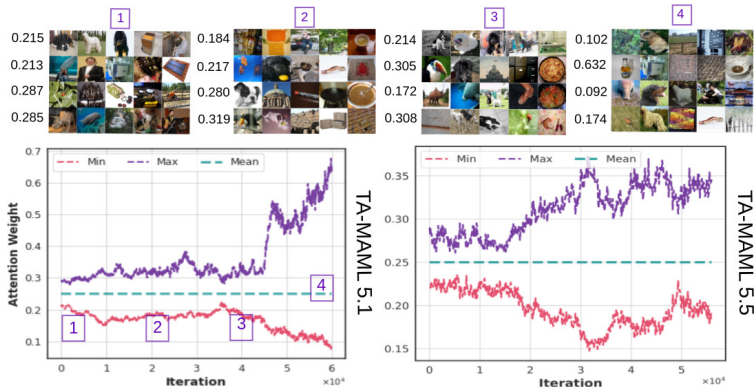 1 2 3 4
0.215 0.184 0.214 0.102
0.213 0.217 0.305 0.632
0.287 0.280 0.172 0.092
0.285 0.319 0.308 0.174
0.7
0.6
0.5
0.4
0.3
0.2
0.1
Attention Weight
Min Max Mean
1 2 3 4
0 1 2 3 4 5 6
Iteration
×10⁴
TA-MAML 5.1
0.35
0.30
0.25
0.20
0.15
Min Max Mean
0 1 2 3 4 5
Iteration
×10⁴
TA-MAML 5.5